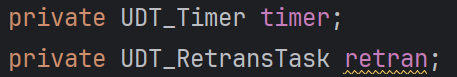 private UDT_Timer timer;
private UDT_RetransTask retran;